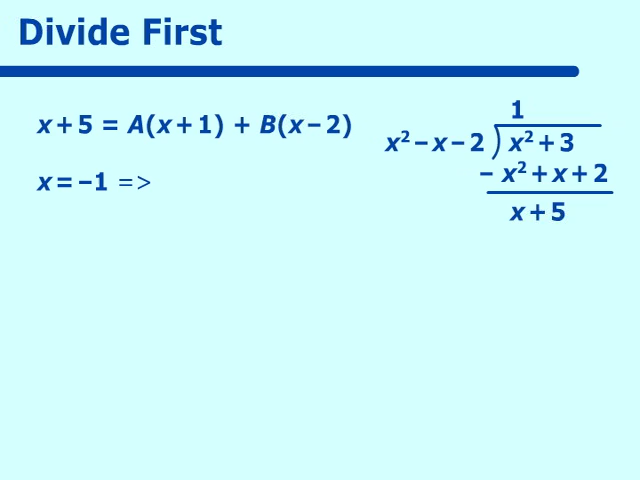 Divide First
x + 5 = A(x + 1) + B(x – 2)
x = –1 =>
1
x² – x – 2 ) x² + 3
– x² + x + 2
x + 5